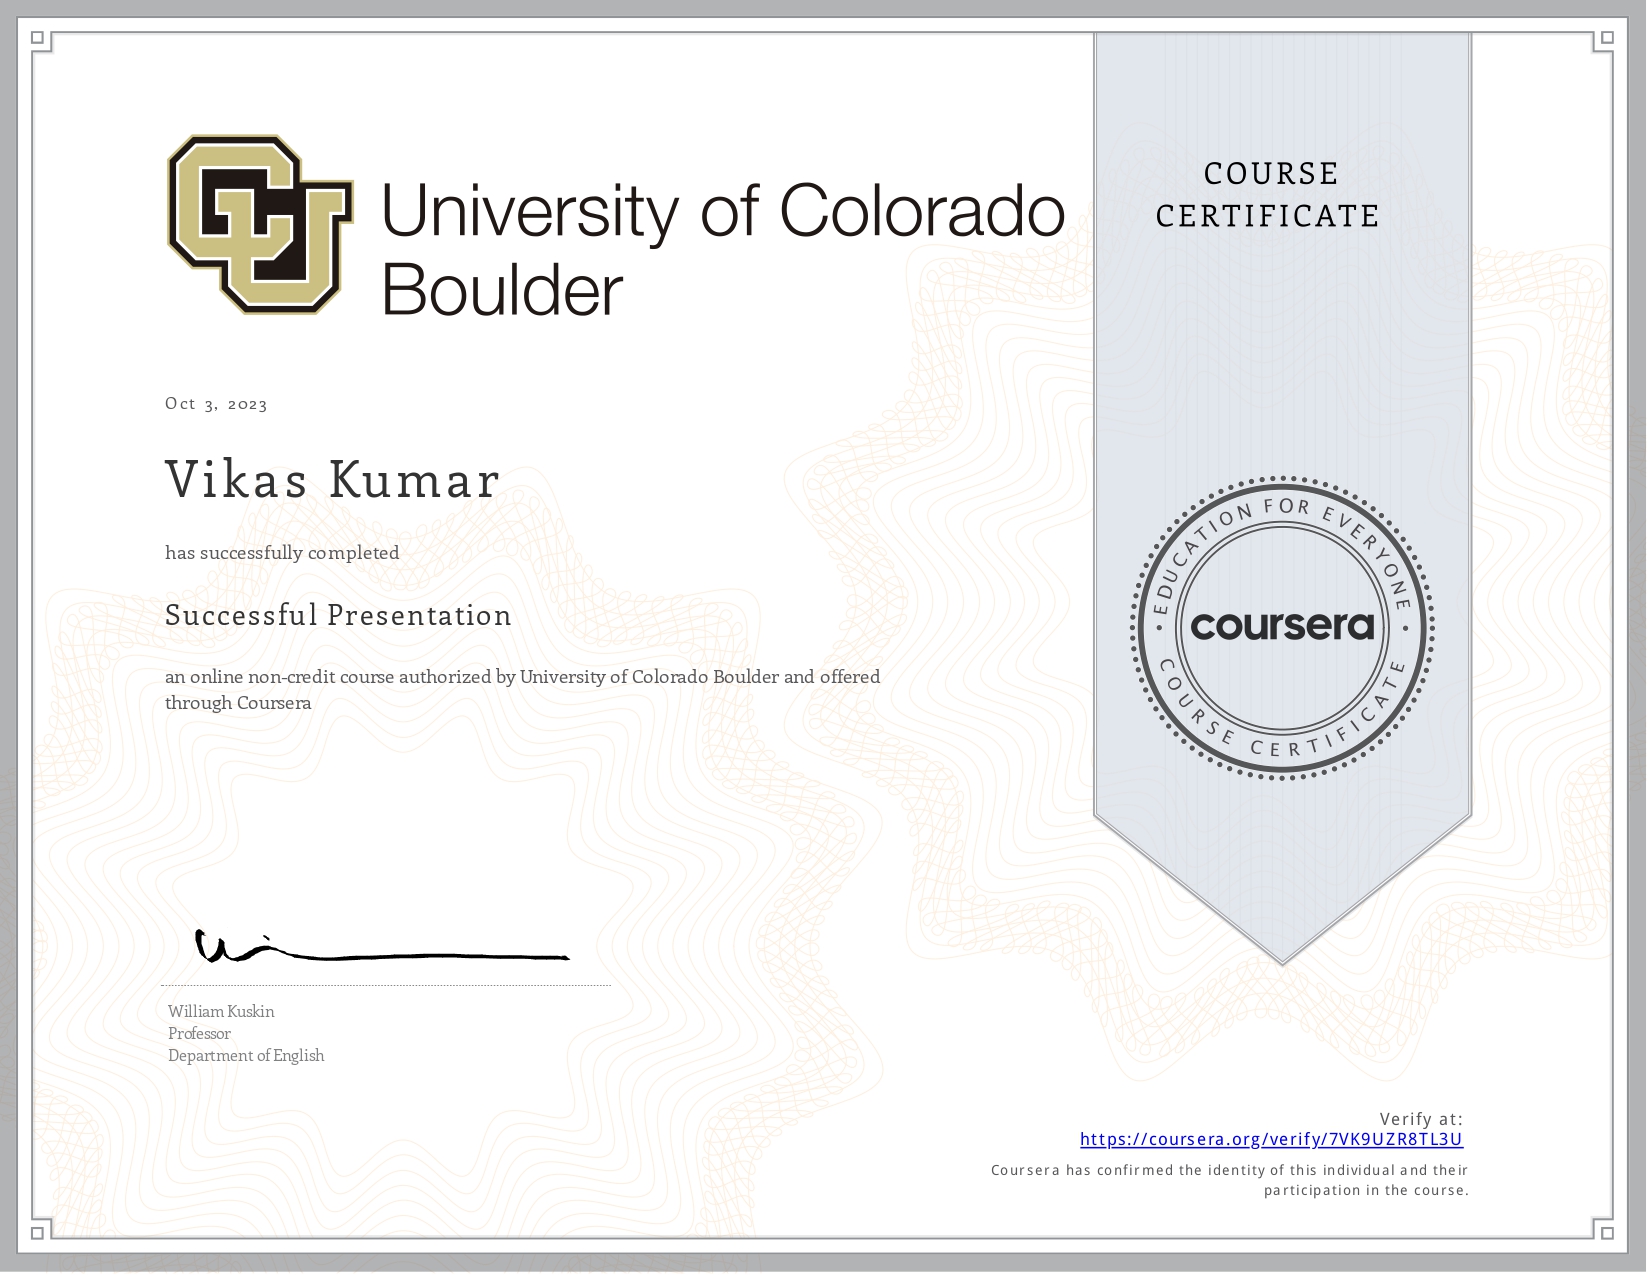 CU
University of Colorado
Boulder
COURSE
CERTIFICATE
Oct 3, 2023
Vikas Kumar
has successfully completed
Successful Presentation
an online non-credit course authorized by University of Colorado Boulder and offered
through Coursera
EDUCATION FOR EVERYONE
coursera
COURSE CERTIFICATE
William Kuskin
Professor
Department of English
Verify at:
https://coursera.org/verify/7VK9UZR8TL3U
Coursera has confirmed the identity of this individual and their
participation in the course.